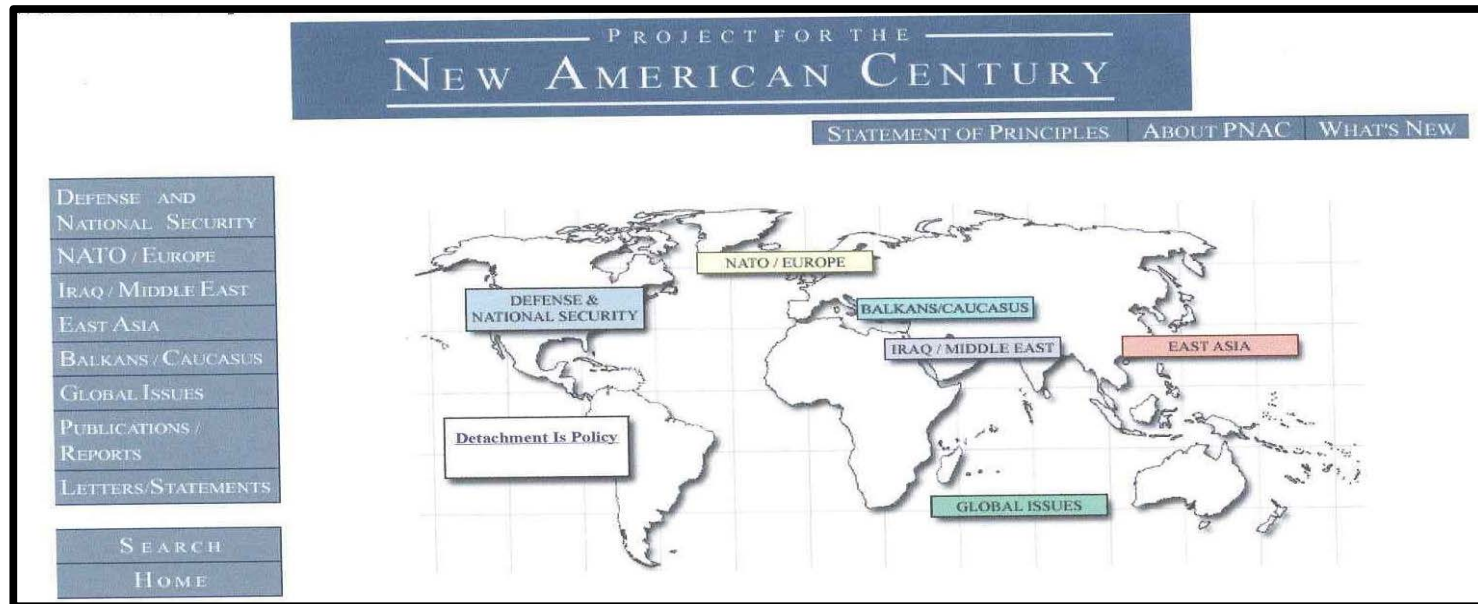 PROJECT FOR THE
NEW AMERICAN CENTURY
STATEMENT OF PRINCIPLES
ABOUT PNAC
WHAT'S NEW
DEFENSE AND
NATIONAL SECURITY
NATO / EUROPE
IRAQ / MIDDLE EAST
EAST ASIA
BALKANS / CAUCASUS
GLOBAL ISSUES
PUBLICATIONS /
REPORTS
LETTERS/STATEMENTS
SEARCH
HOME
NATO / EUROPE
DEFENSE &
NATIONAL SECURITY
BALKANS/CAUCASUS
IRAQ / MIDDLE EAST
EAST ASIA
Detachment Is Policy
GLOBAL ISSUES